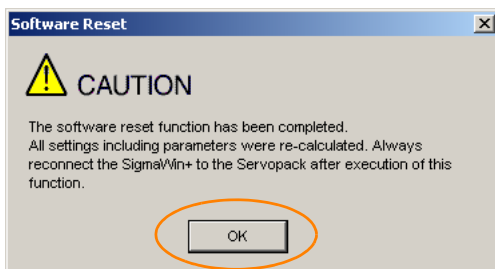 Software Reset
CAUTION
The software reset function has been completed.
All settings including parameters were re-calculated. Always
reconnect the SigmaWin+ to the Servopack after execution of this
function.
OK